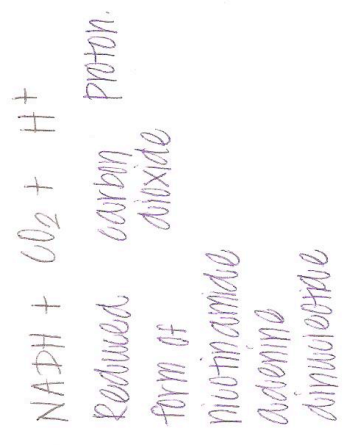 NADH + CO2 + H+
Reduced carbon proton.
form of dioxide
nicotinamide
adenine
dinucleotide